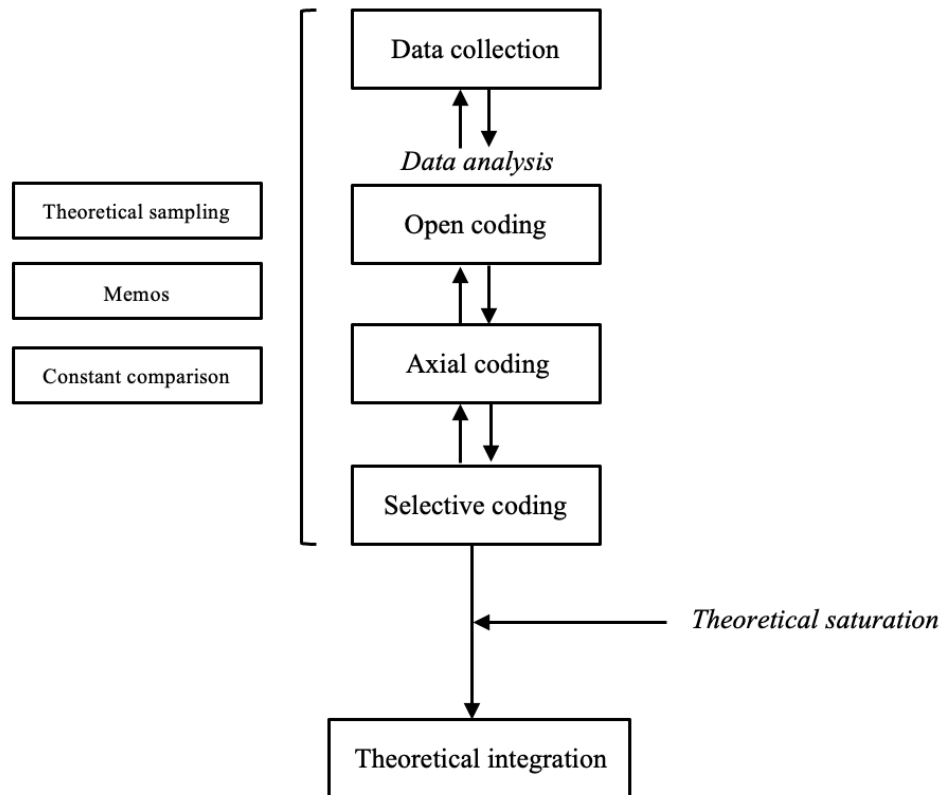 Data collection
Data analysis
Theoretical sampling
Open coding
Memos
Axial coding
Constant comparison
Selective coding
Theoretical saturation
Theoretical integration